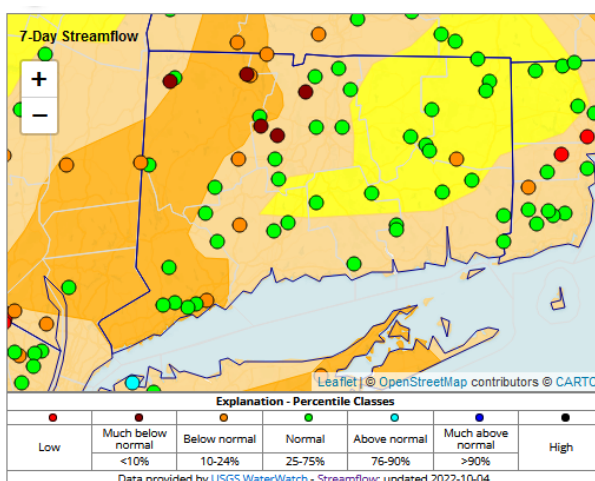 7-Day Streamflow
+
−
Leaflet | © OpenStreetMap contributors © CARTO
Explanation - Percentile Classes
Low
Much below normal
Below normal
Normal
Above normal
Much above normal
High
<10%
10-24%
25-75%
76-90%
>90%
Data provided by USGS WaterWatch - Streamflow; updated 2022-10-04